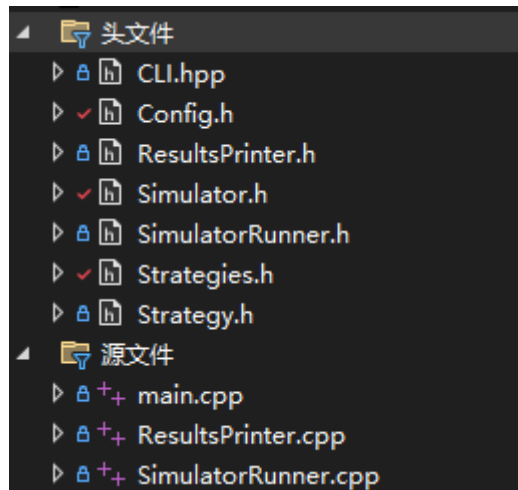 头文件
CLI.hpp
Config.h
ResultsPrinter.h
Simulator.h
SimulatorRunner.h
Strategies.h
Strategy.h
源文件
main.cpp
ResultsPrinter.cpp
SimulatorRunner.cpp